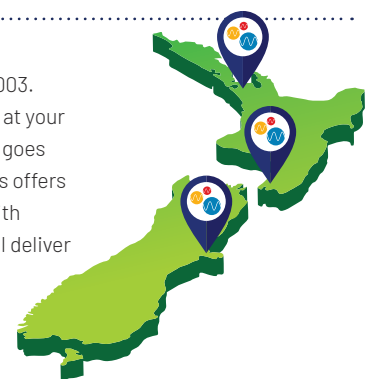 003.
at your
goes
s offers
th
l deliver